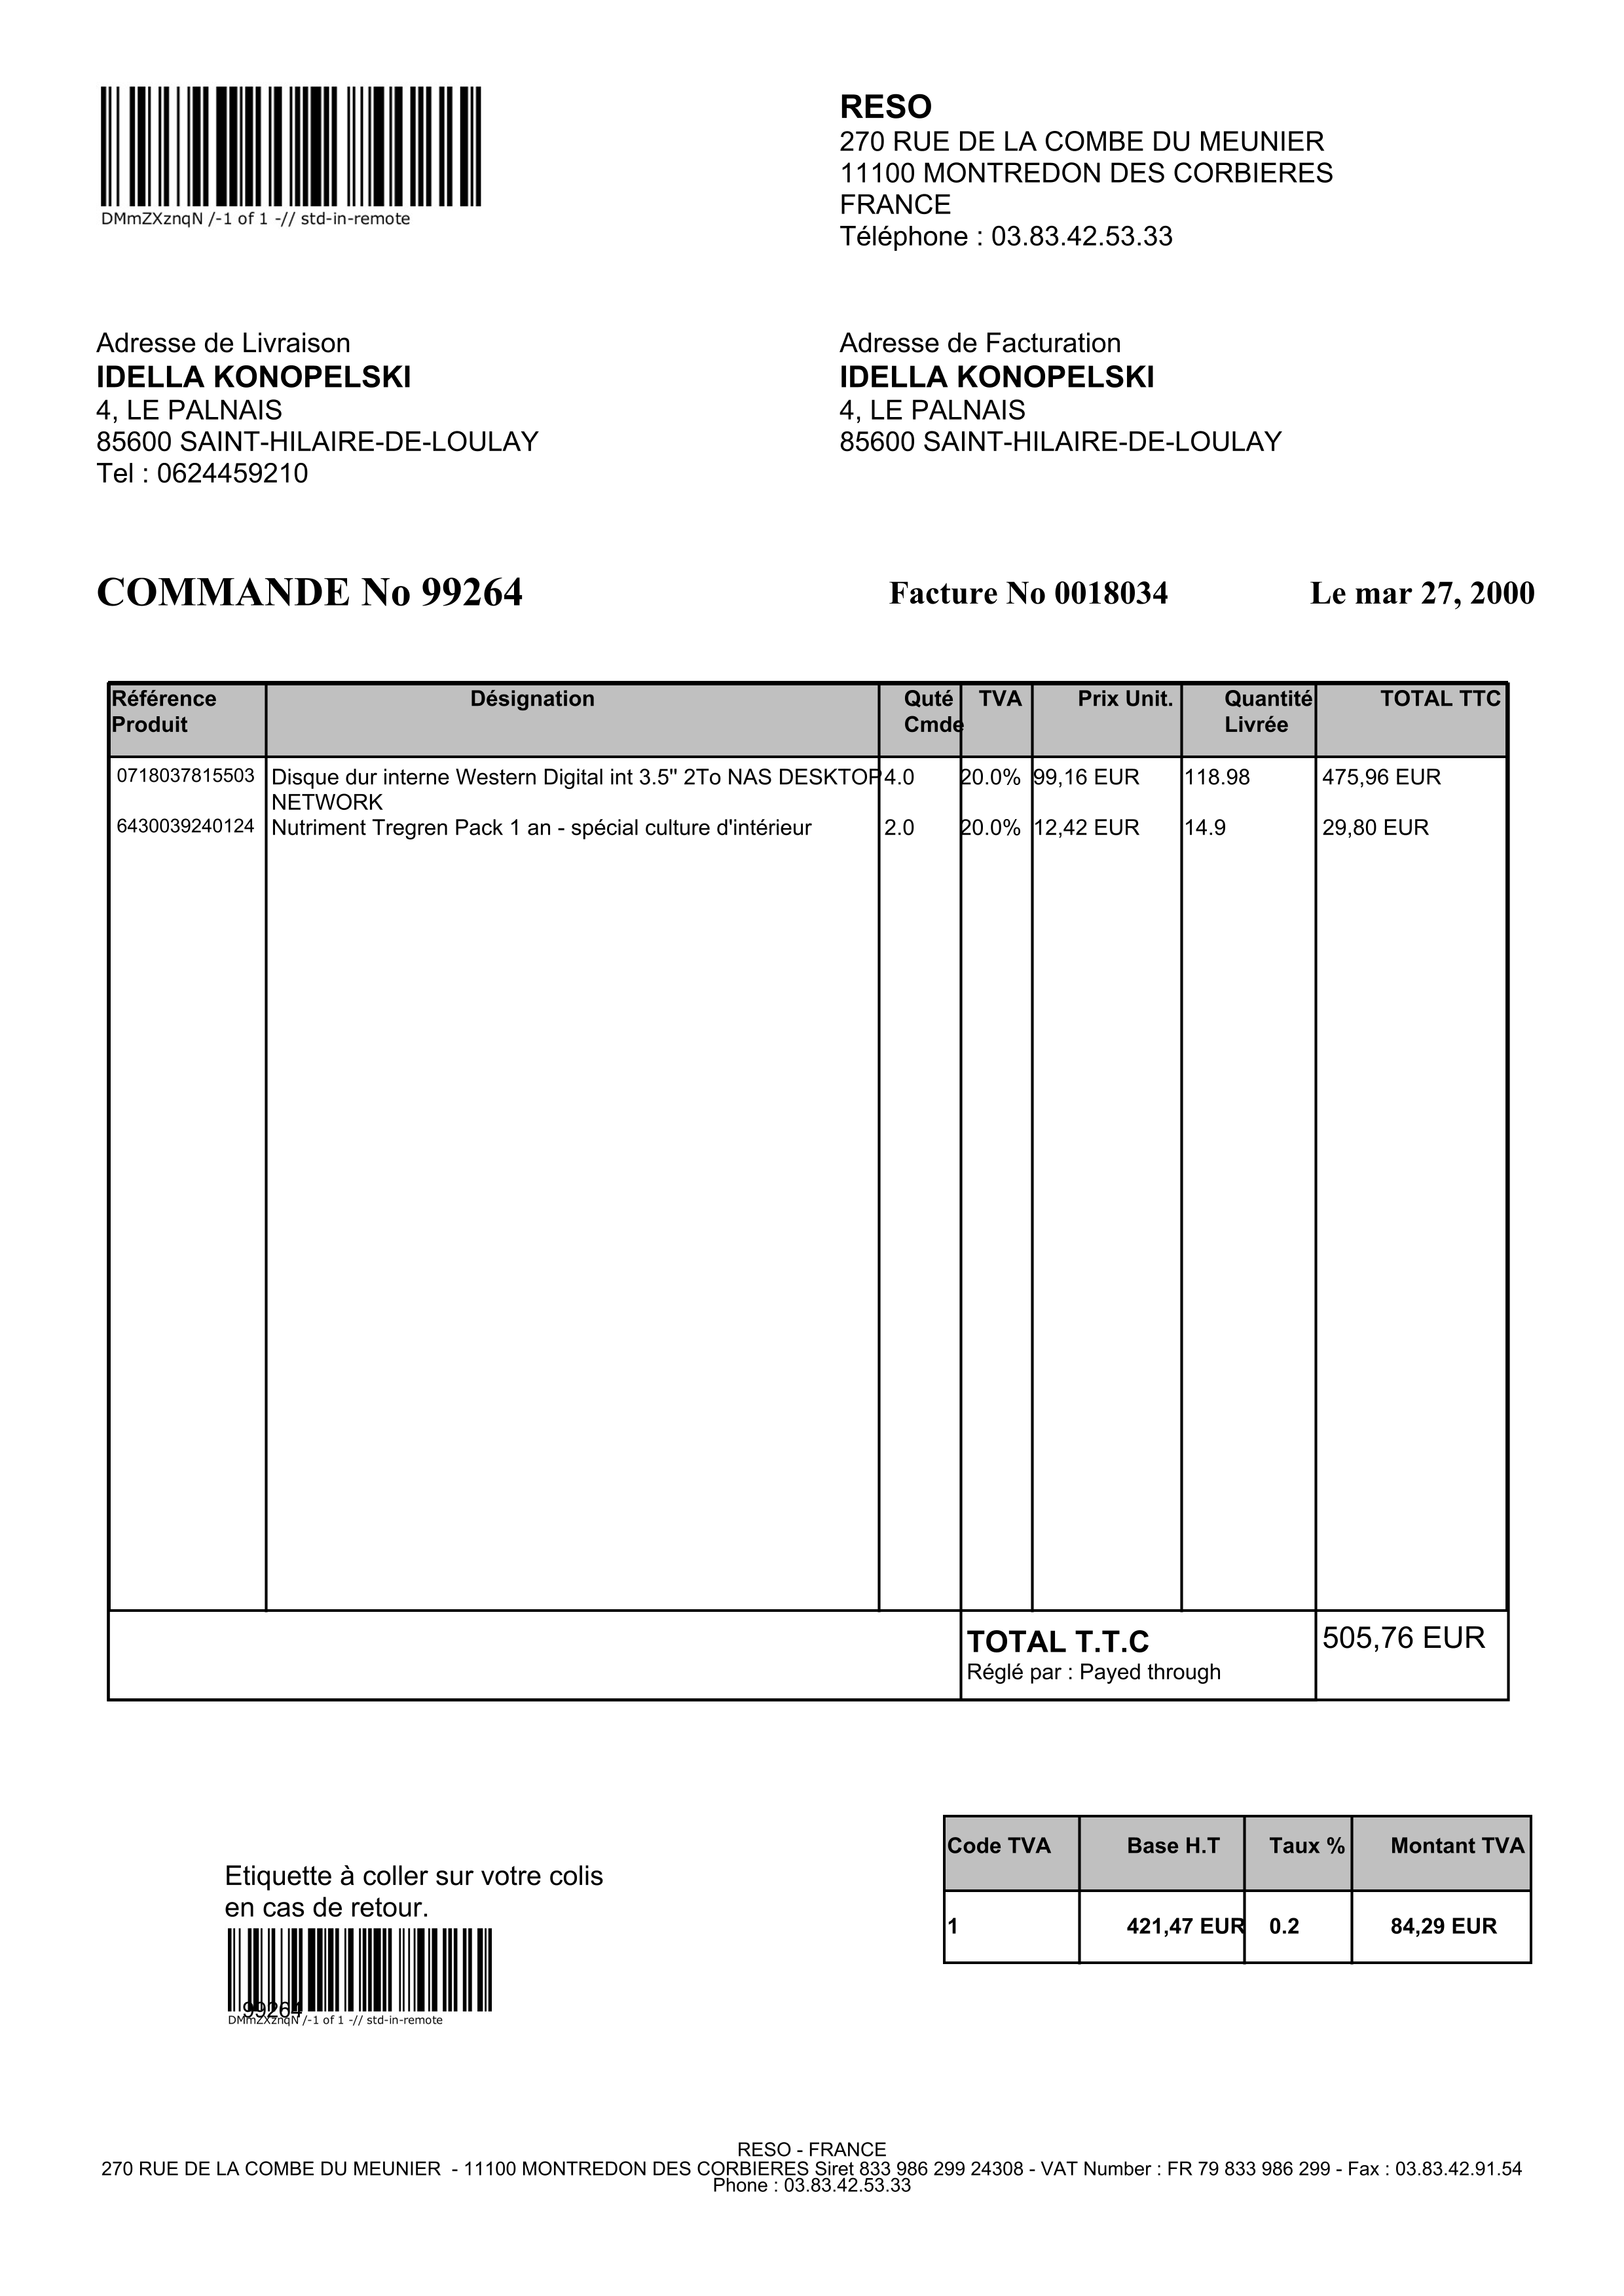 DMmZXznqN /-1 of 1 -// std-in-remote
RESO
270 RUE DE LA COMBE DU MEUNIER
11100 MONTREDON DES CORBIERES
FRANCE
Téléphone : 03.83.42.53.33
Adresse de Livraison
IDELLA KONOPELSKI
4, LE PALNAIS
85600 SAINT-HILAIRE-DE-LOULAY
Tel : 0624459210
Adresse de Facturation
IDELLA KONOPELSKI
4, LE PALNAIS
85600 SAINT-HILAIRE-DE-LOULAY
COMMANDE No 99264 Facture No 0018034 Le mar 27, 2000
Référence Produit Désignation Quté Cmde TVA Prix Unit. Quantité Livrée TOTAL TTC
0718037815503 Disque dur interne Western Digital int 3.5" 2To NAS DESKTOP 4.0 20.0% 99,16 EUR 118.98 475,96 EUR
NETWORK
6430039240124 Nutriment Tregren Pack 1 an - spécial culture d'intérieur 2.0 20.0% 12,42 EUR 14.9 29,80 EUR
TOTAL T.T.C 505,76 EUR
Réglé par : Payed through
Code TVA Base H.T Taux % Montant TVA
1 421,47 EUR 0.2 84,29 EUR
Etiquette à coller sur votre colis
en cas de retour.
99264
DMmZXznqN /-1 of 1 -// std-in-remote
RESO - FRANCE
270 RUE DE LA COMBE DU MEUNIER - 11100 MONTREDON DES CORBIERES Siret 833 986 299 24308 - VAT Number : FR 79 833 986 299 - Fax : 03.83.42.91.54
Phone : 03.83.42.53.33